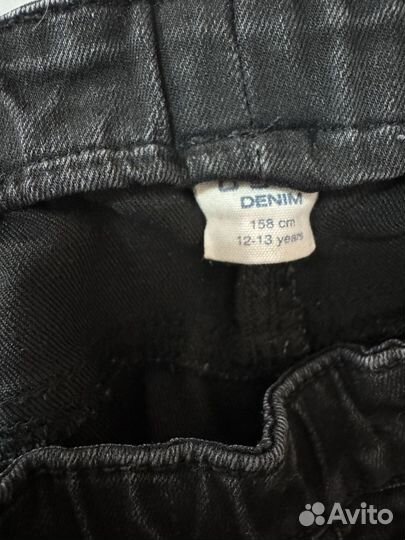 DENIM
158 cm
12-13 years
Avito